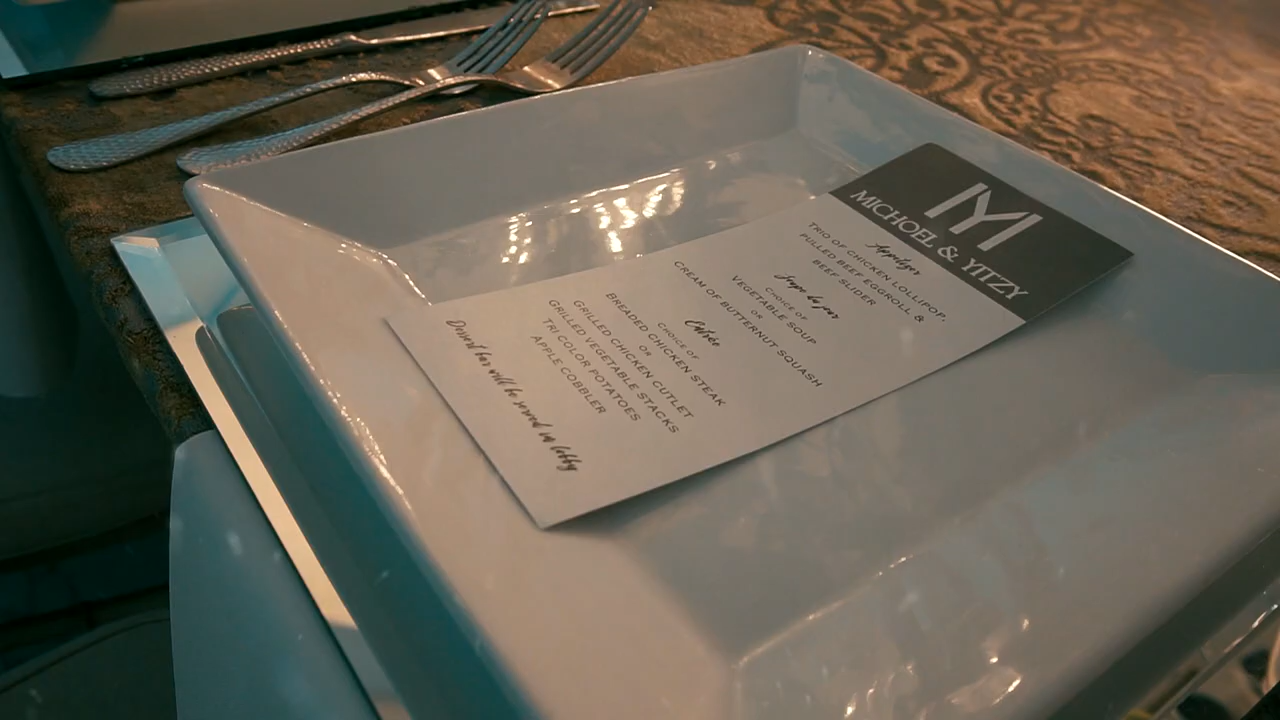 MICHOEL & YITZY
Appetizer
TRIO OF CHICKEN LOLLIPOP,
PULLED BEEF EGGROLL &
BEEF SLIDER
Soupe du jour
CHOICE OF
VEGETABLE SOUP
OR
CREAM OF BUTTERNUT SQUASH
Entrée
CHOICE OF
BREADED CHICKEN STEAK
OR
GRILLED CHICKEN CUTLET
GRILLED VEGETABLE STACKS
TRI COLOR POTATOES
APPLE COBBLER
Dessert bar will be served in lobby